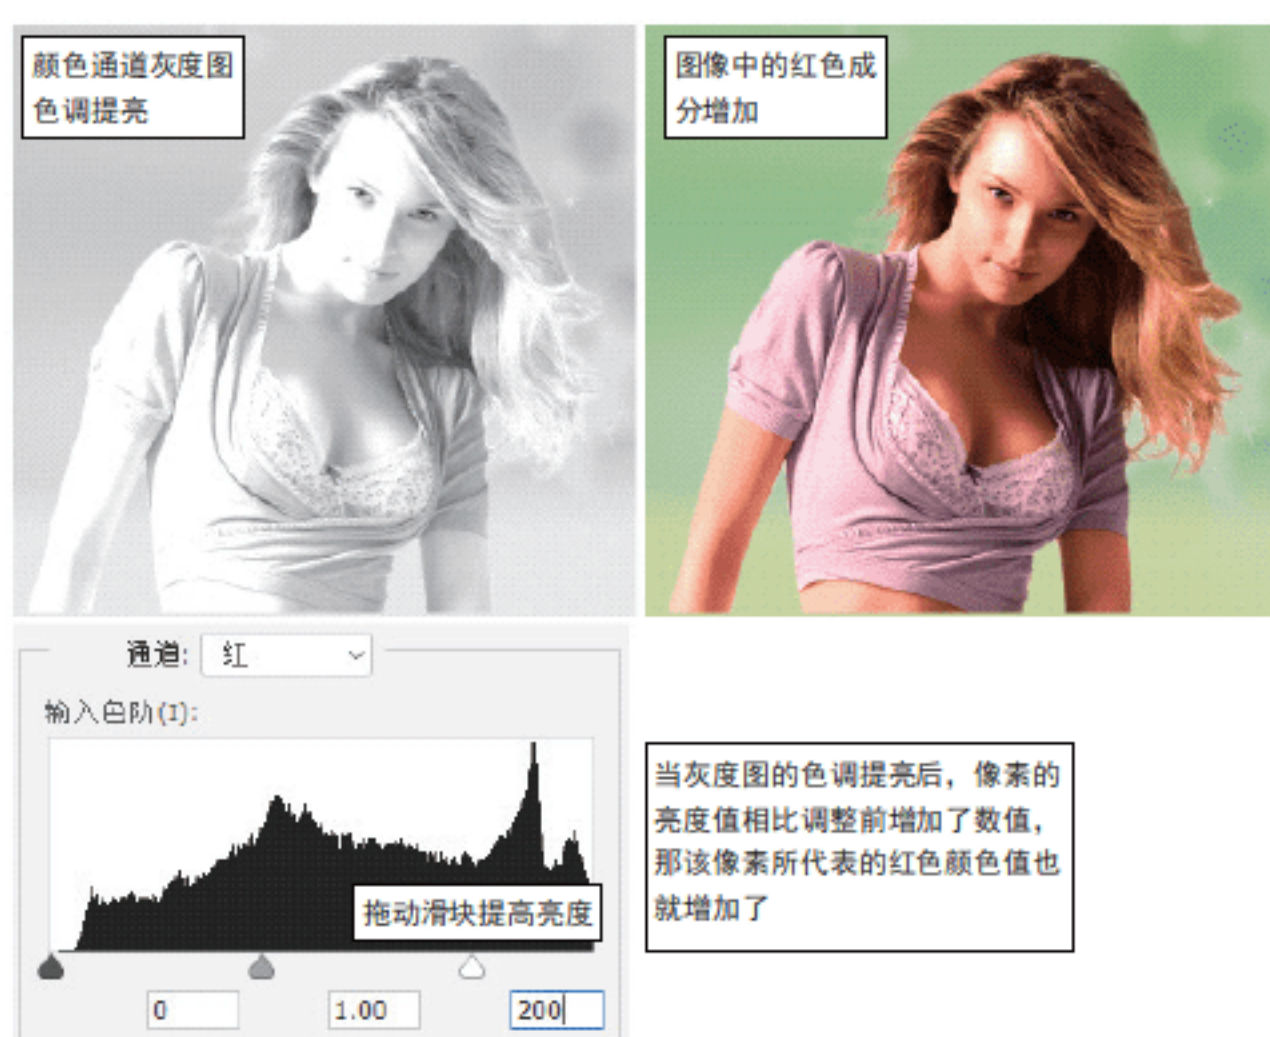 颜色通道灰度图
色调提亮
图像中的红色成
分增加
通道: 红
输入色阶(I):
拖动滑块提高亮度
0 1.00 200
当灰度图的色调提亮后，像素的
亮度值相比调整前增加了数值，
那该像素所代表的红色颜色值也
就增加了